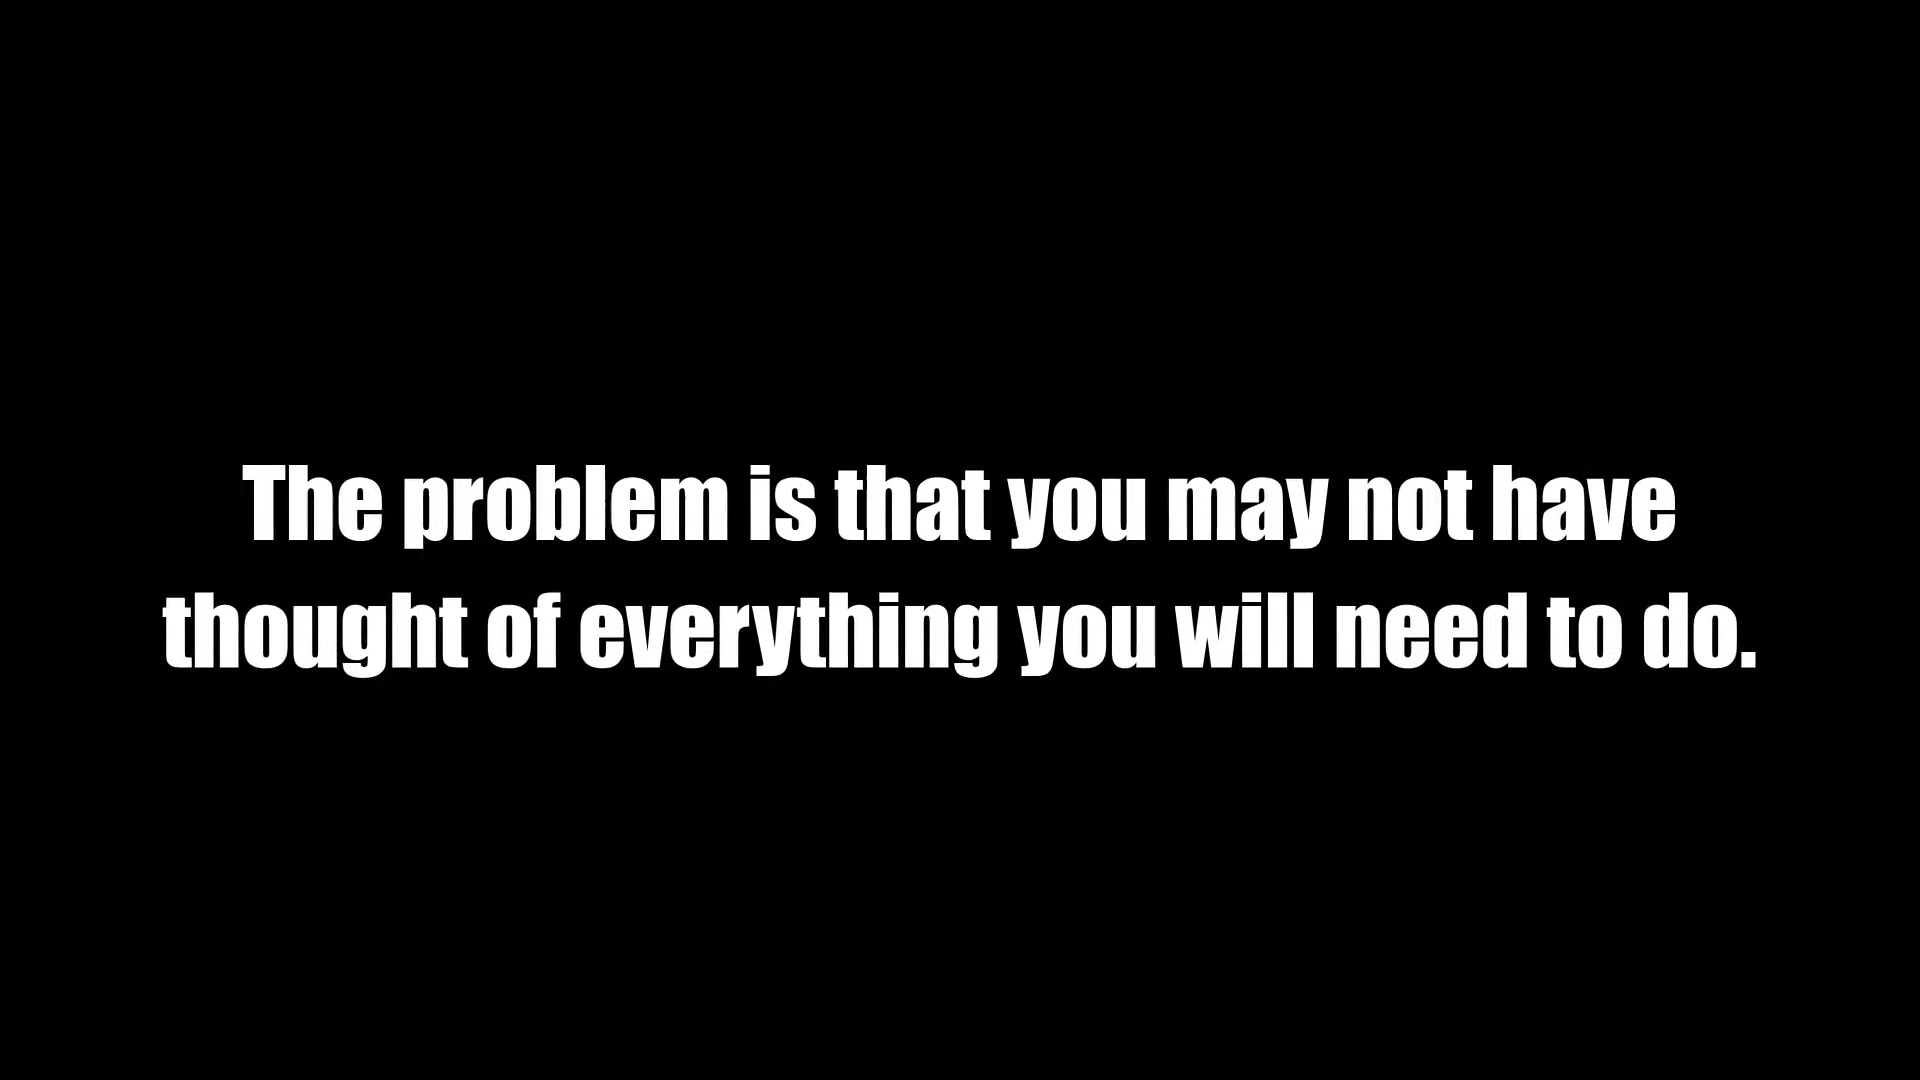 The problem is that you may not have
thought of everything you will need to do.